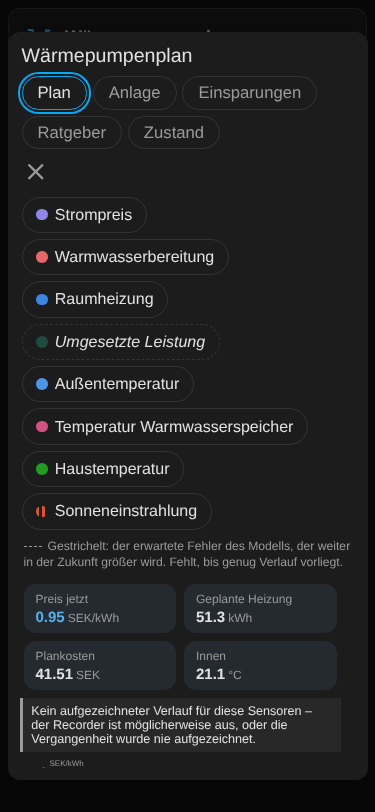 Wärmepumpenplan
Plan
Anlage
Einsparungen
Ratgeber
Zustand
Strompreis
Warmwasserbereitung
Raumheizung
Umgesetzte Leistung
Außentemperatur
Temperatur Warmwasserspeicher
Haustemperatur
Sonneneinstrahlung
---- Gestrichelt: der erwartete Fehler des Modells, der weiter
in der Zukunft größer wird. Fehlt, bis genug Verlauf vorliegt.
Preis jetzt
0.95 SEK/kWh
Geplante Heizung
51.3 kWh
Plankosten
41.51 SEK
Innen
21.1 °C
Kein aufgezeichneter Verlauf für diese Sensoren –
der Recorder ist möglicherweise aus, oder die
Vergangenheit wurde nie aufgezeichnet.
SEK/kWh